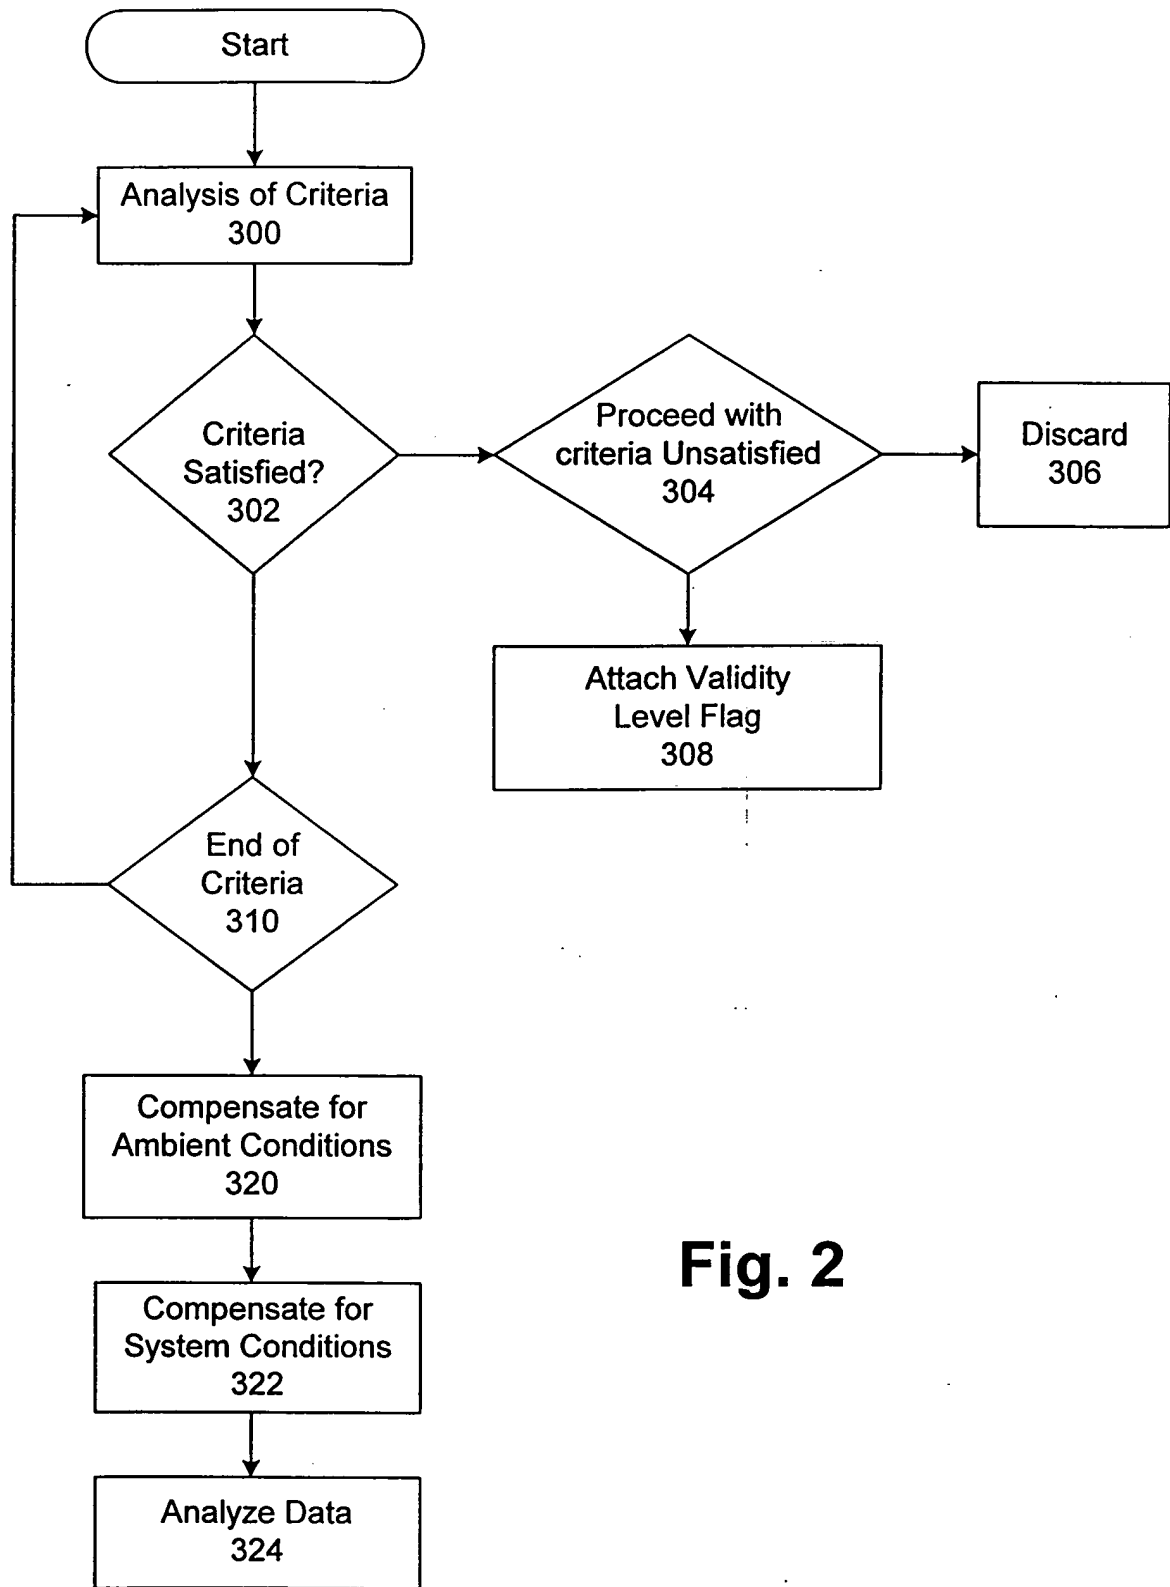 Start
Analysis of Criteria
300
Criteria
Satisfied?
302
Proceed with
criteria Unsatisfied
304
Discard
306
Attach Validity
Level Flag
308
End of
Criteria
310
Compensate for
Ambient Conditions
320
Compensate for
System Conditions
322
Analyze Data
324
Fig. 2